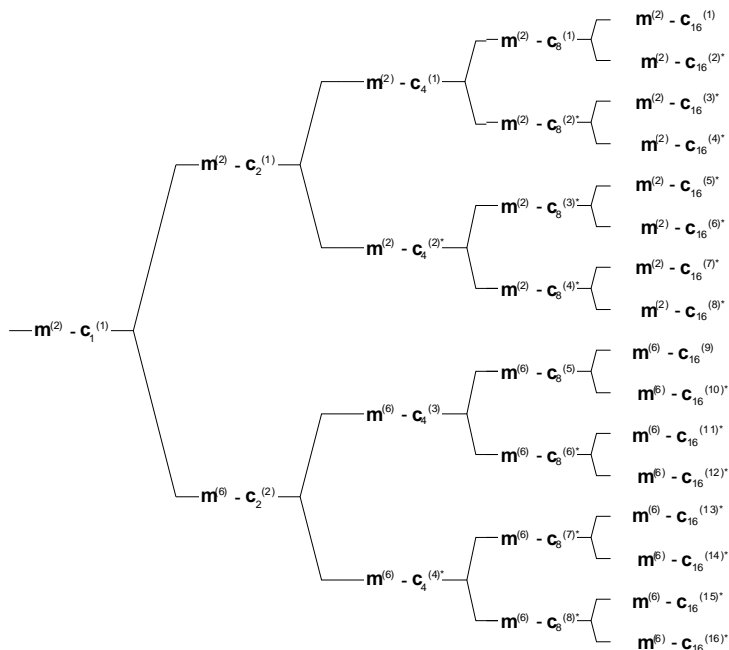 m(2) - c16(1)
m(2) - c8(1)
m(2) - c16(2)*
m(2) - c4(1)
m(2) - c16(3)*
m(2) - c8(2)*
m(2) - c16(4)*
m(2) - c2(1)
m(2) - c16(5)*
m(2) - c8(3)*
m(2) - c16(6)*
m(2) - c4(2)*
m(2) - c16(7)*
m(2) - c8(4)*
m(2) - c16(8)*
m(2) - c1(1)
m(6) - c16(9)
m(6) - c8(5)
m(6) - c16(10)*
m(6) - c4(3)
m(6) - c16(11)*
m(6) - c8(6)*
m(6) - c16(12)*
m(6) - c2(2)
m(6) - c16(13)*
m(6) - c8(7)*
m(6) - c16(14)*
m(6) - c4(4)*
m(6) - c16(15)*
m(6) - c8(8)*
m(6) - c16(16)*